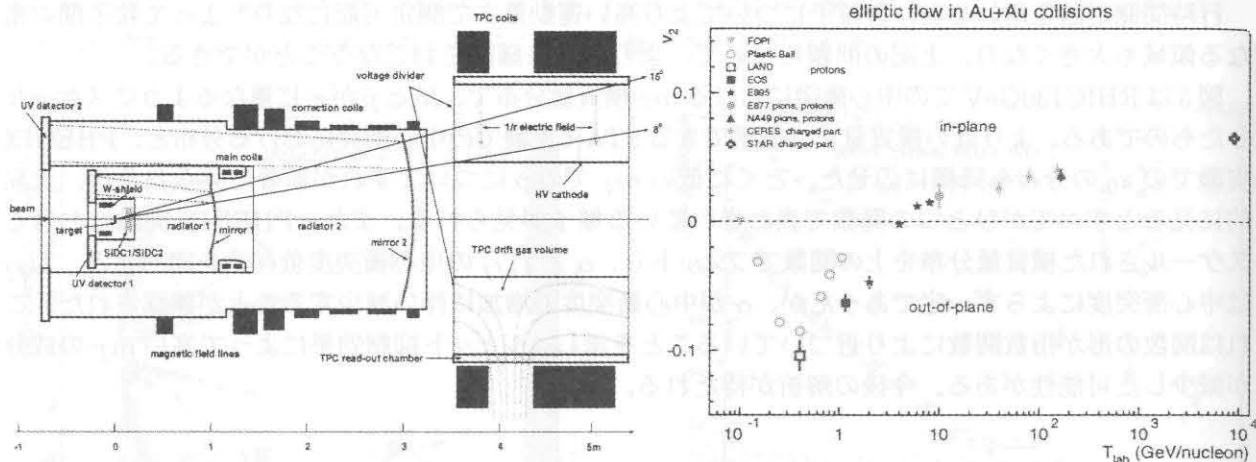 TPC coils
voltage divider
UV detector 2
correction coils
1/r electric field
15°
8°
main coils
W-shield
HV cathode
beam
target
radiator 1
mirror 1
radiator 2
mirror 2
SiDC1/SiDC2
UV detector 1
TPC drift gas volume
magnetic field lines
TPC read-out chamber
-1
0
1
2
3
4
5m
elliptic flow in Au+Au collisions
V2
FOPI
Plastic Ball
LAND
EOS
E895
E877 pions, protons
NA49 pions, protons
CERES charged part
STAR charged part
protons
in-plane
out-of-plane
0.1
0
-0.1
10⁻¹
1
10
10²
10³
10⁴
Tlab (GeV/nucleon)